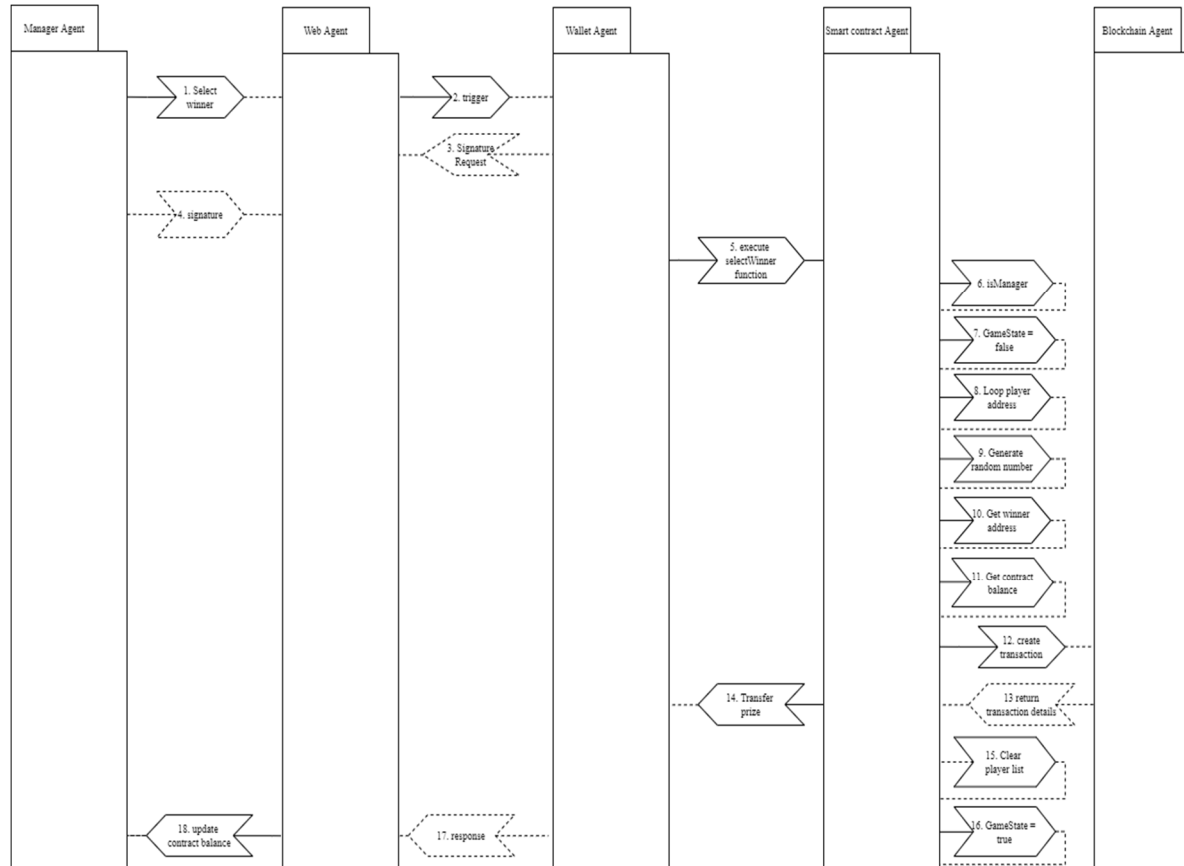 Manager Agent
Web Agent
Wallet Agent
Smart contract Agent
Blockchain Agent
1. Select
winner
2. trigger
3. Signature
Request
4. signature
5. execute
selectWinner
function
6. isManager
7. GameState =
false
8. Loop player
address
9. Generate
random number
10. Get winner
address
11. Get contract
balance
12. create
transaction
13 return
transaction details
14. Transfer
prize
15. Clear
player list
16. GameState =
true
17. response
18. update
contract balance